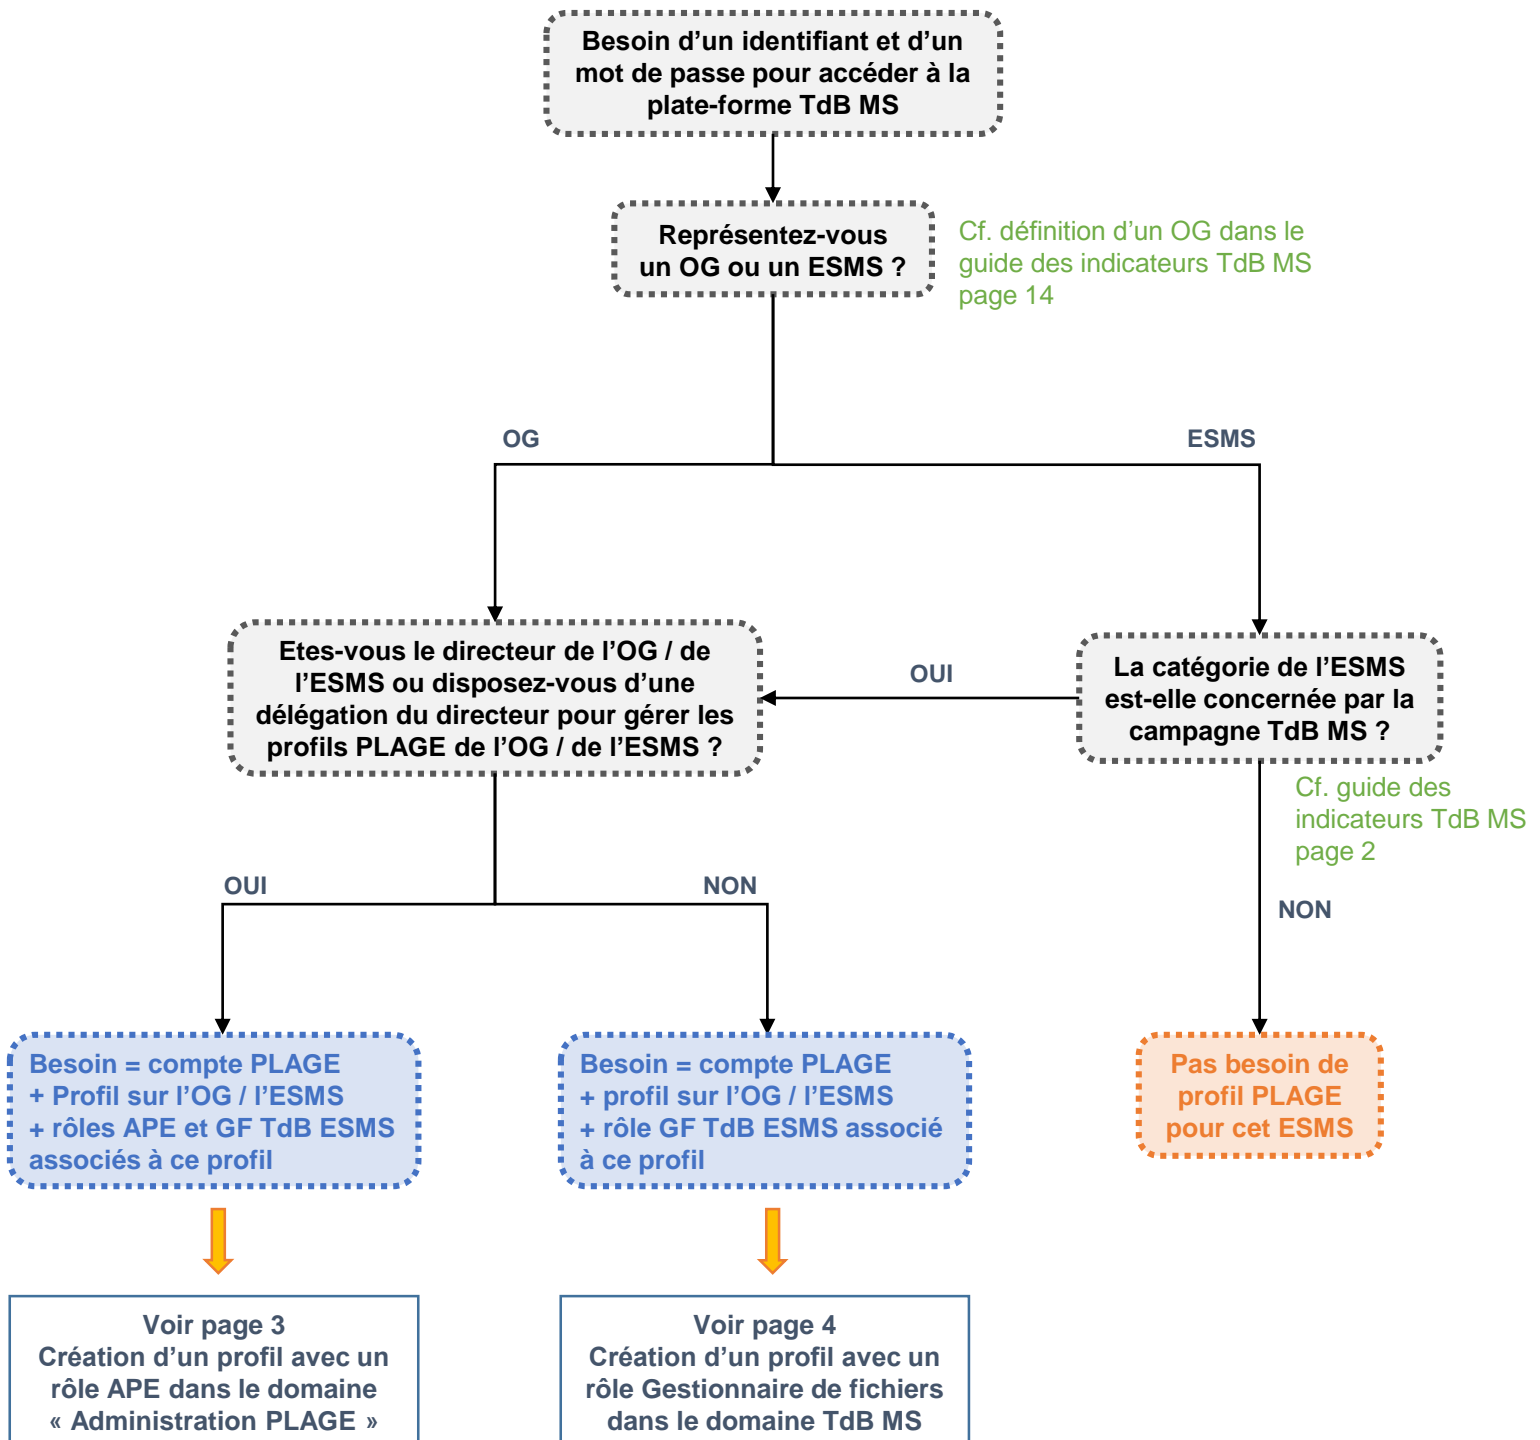 Besoin d’un identifiant et d’un
mot de passe pour accéder à la
plate-forme TdB MS
Représentez-vous
un OG ou un ESMS ?
Cf. définition d’un OG dans le
guide des indicateurs TdB MS
page 14
OG
ESMS
Etes-vous le directeur de l’OG / de
l’ESMS ou disposez-vous d’une
délégation du directeur pour gérer les
profils PLAGE de l’OG / de l’ESMS ?
OUI
La catégorie de l’ESMS
est-elle concernée par la
campagne TdB MS ?
Cf. guide des
indicateurs TdB MS
page 2
OUI
NON
NON
Besoin = compte PLAGE
+ Profil sur l’OG / l’ESMS
+ rôles APE et GF TdB ESMS
associés à ce profil
Besoin = compte PLAGE
+ profil sur l’OG / l’ESMS
+ rôle GF TdB ESMS associé
à ce profil
Pas besoin de
profil PLAGE
pour cet ESMS
Voir page 3
Création d’un profil avec un
rôle APE dans le domaine
« Administration PLAGE »
Voir page 4
Création d’un profil avec un
rôle Gestionnaire de fichiers
dans le domaine TdB MS